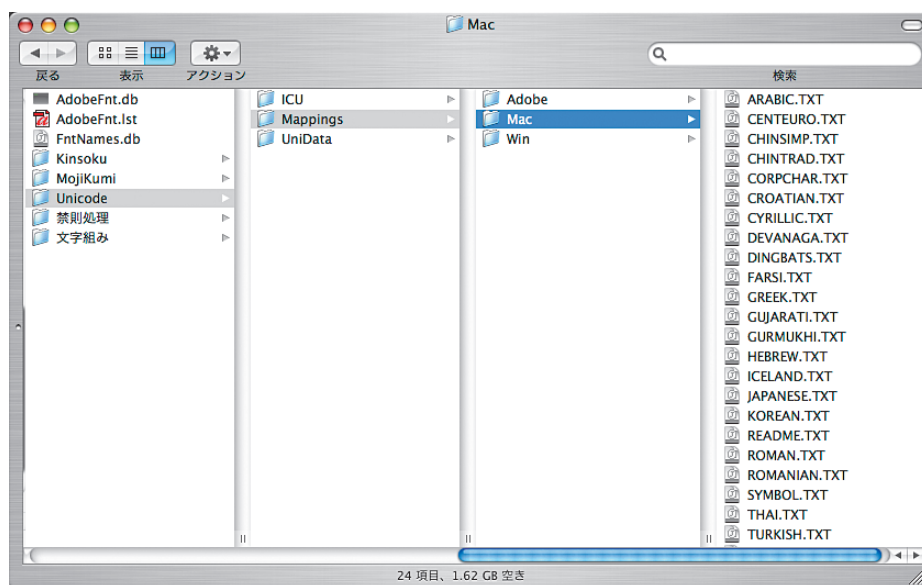 Mac
戻る 表示 アクション 検索
AdobeFnt.db
AdobeFnt.lst
FntNames.db
Kinsoku
MojiKumi
Unicode
禁則処理
文字組み
ICU
Mappings
UniData
Adobe
Mac
Win
ARABIC.TXT
CENTEURO.TXT
CHINSIMP.TXT
CHINTRAD.TXT
CORPCHAR.TXT
CROATIAN.TXT
CYRILLIC.TXT
DEVANAGA.TXT
DINGBATS.TXT
FARSI.TXT
GREEK.TXT
GUJARATI.TXT
GURMUKHI.TXT
HEBREW.TXT
ICELAND.TXT
JAPANESE.TXT
KOREAN.TXT
README.TXT
ROMAN.TXT
ROMANIAN.TXT
SYMBOL.TXT
THAI.TXT
TURKISH.TXT
24 項目、1.62 GB 空き